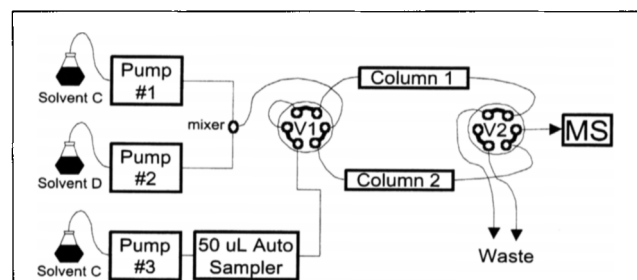 Pump
#1
Solvent C
mixer
Column 1
V1
V2
MS
Pump
#2
Solvent D
Column 2
Pump
#3
Solvent C
50 uL Auto
Sampler
Waste